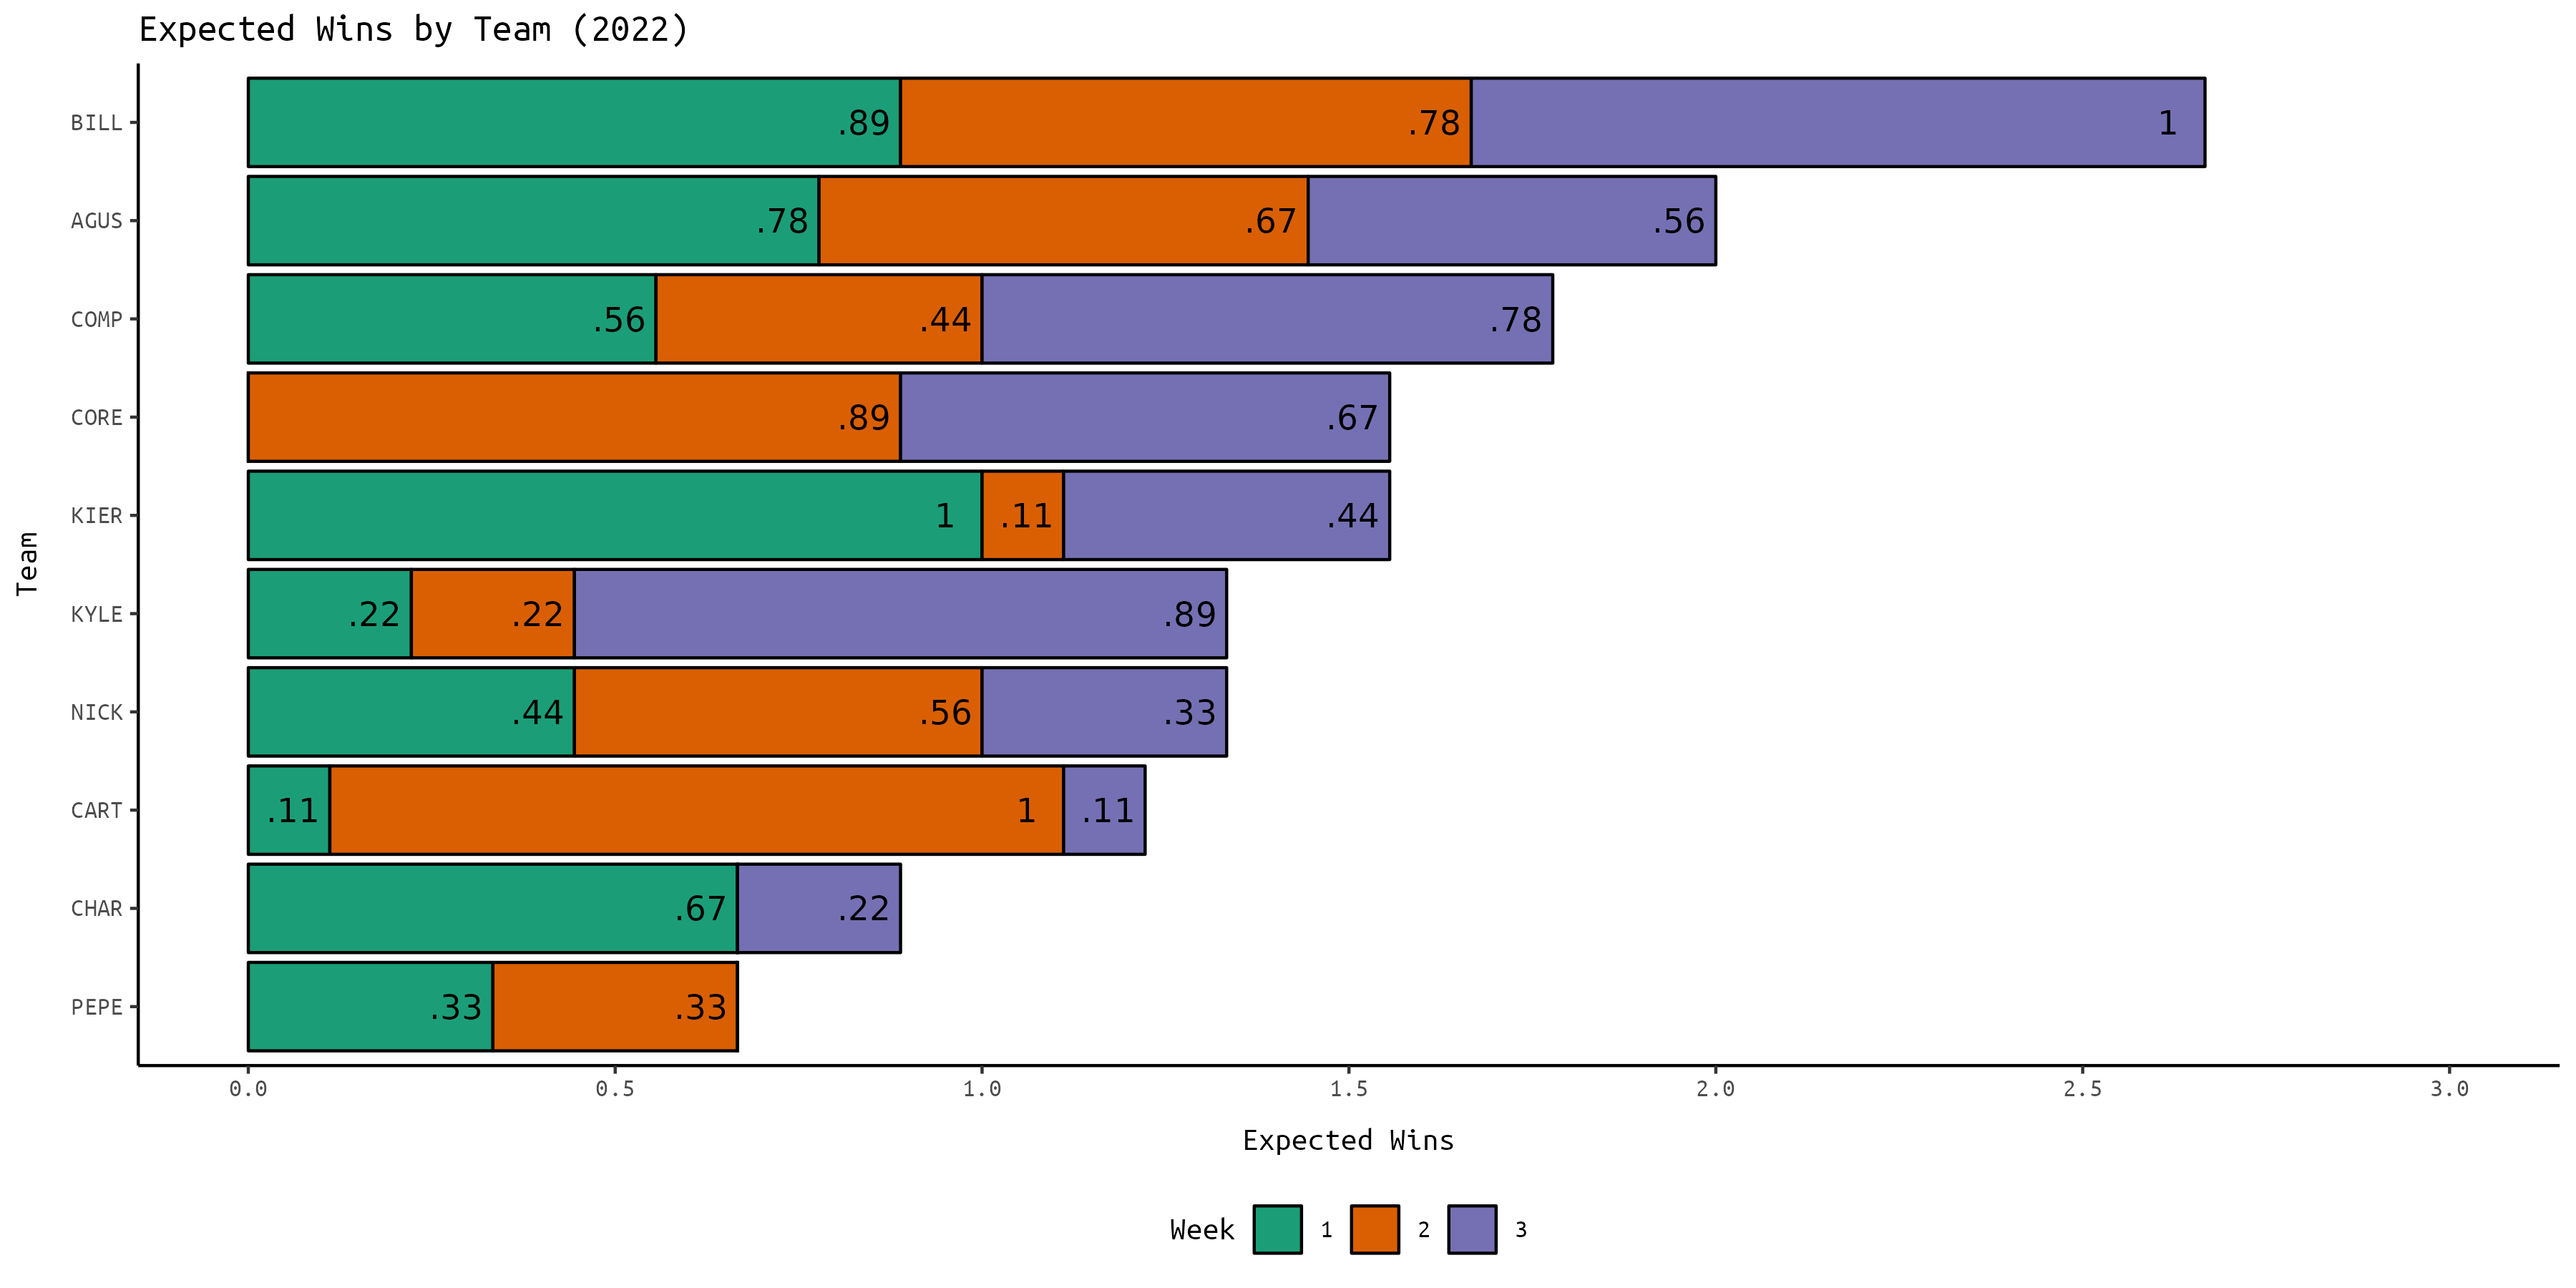 Expected Wins by Team (2022)
Team
BILL .89 .78 1
AGUS .78 .67 .56
COMP .56 .44 .78
CORE .89 .67
KIER 1 .11 .44
KYLE .22 .22 .89
NICK .44 .56 .33
CART .11 1 .11
CHAR .67 .22
PEPE .33 .33
0.0 0.5 1.0 1.5 2.0 2.5 3.0
Expected Wins
Week 1 2 3